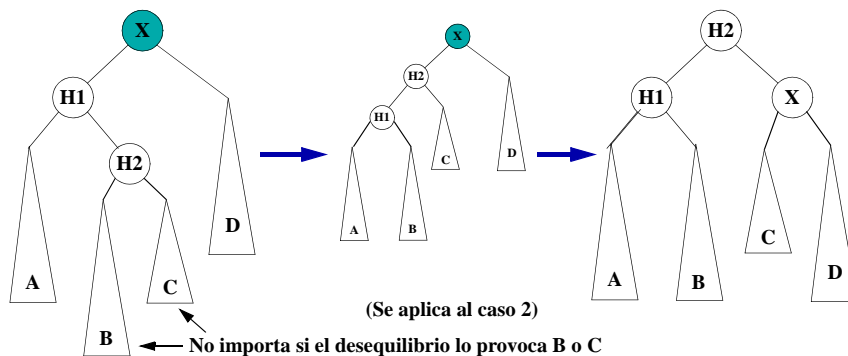 X
H1
H2
A
B
C
D
X
H2
H1
A
B
C
D
H2
H1
X
A
B
C
D
(Se aplica al caso 2)
No importa si el desequilibrio lo provoca B o C